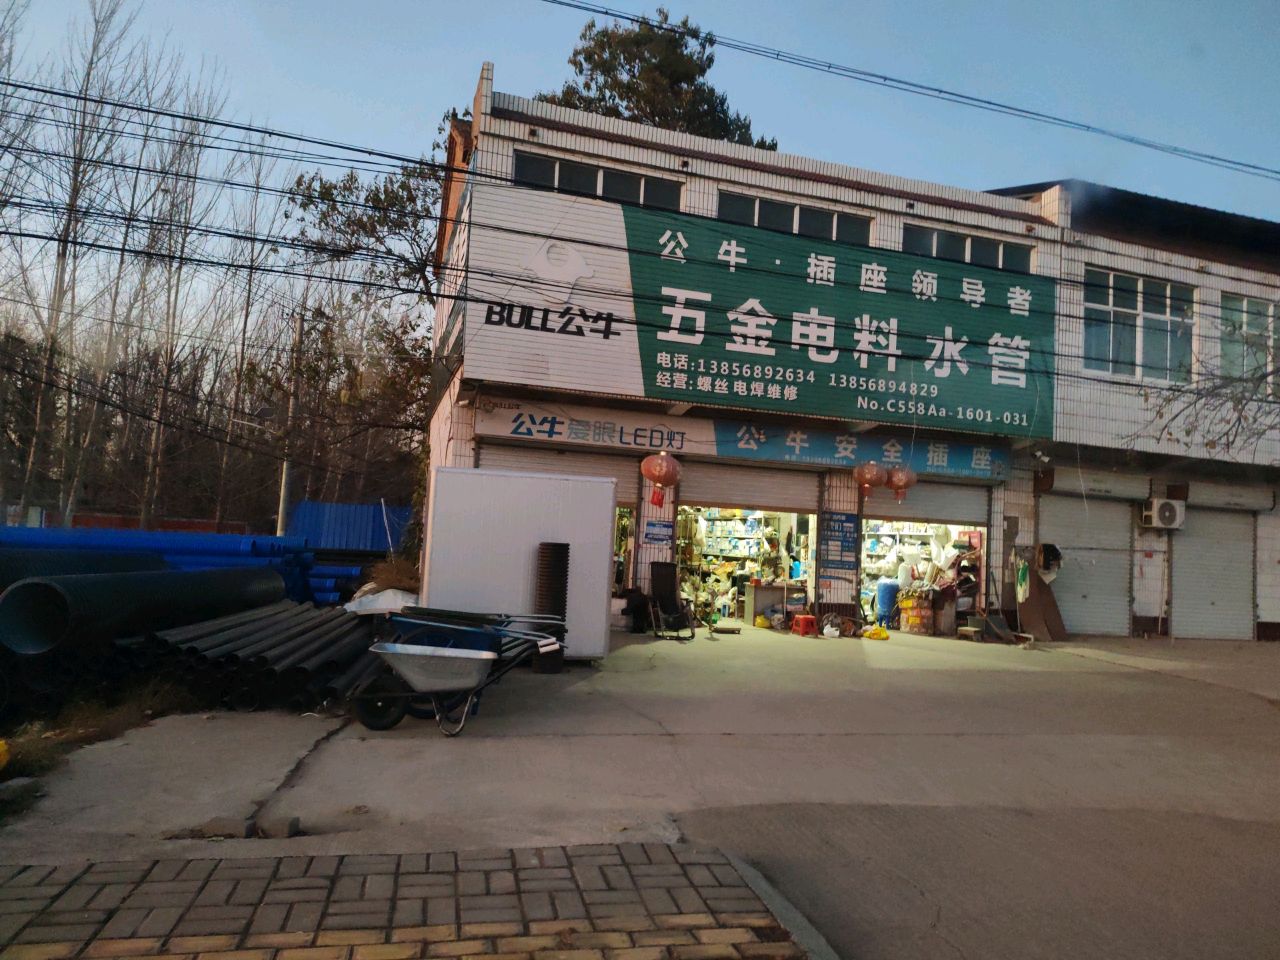 公牛·插座领导者
BULL公牛
五金电料水管
电话:13856892634 13856894829
经营:螺丝电焊维修
No.C558Aa-1601-031
公牛爱眼LED灯
公牛安全插座